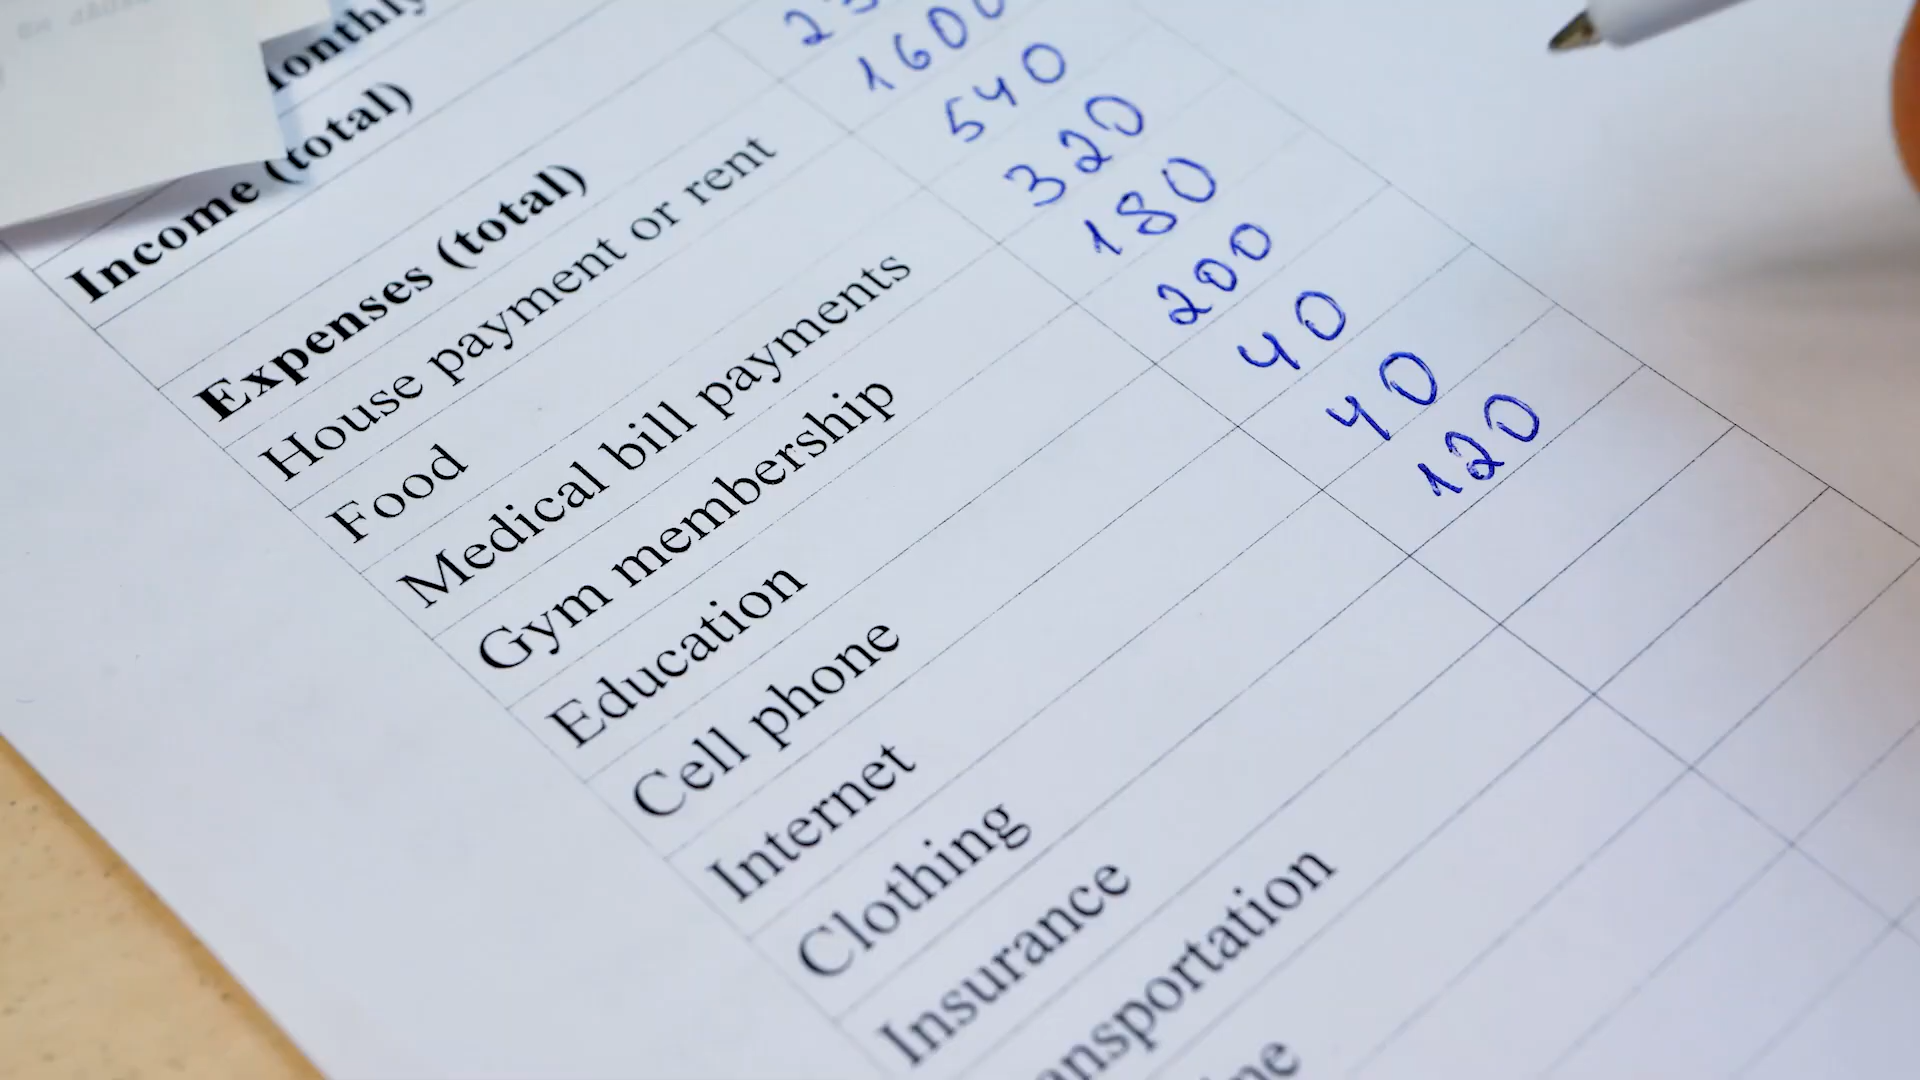 Monthly
Income (total)
Expenses (total)
House payment or rent 1600
Food 540
Medical bill payments 320
Gym membership 180
Education 200
Cell phone 40
Internet 40
Clothing 120
Insurance